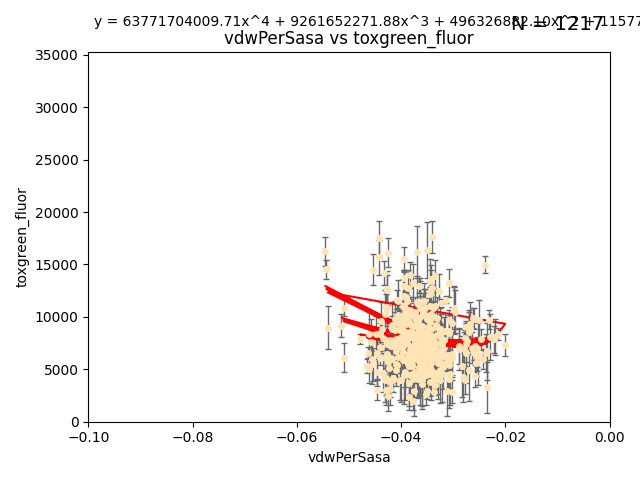 y = 63771704009.71x^4 + 9261652271.88x^3 + 496326882.10x^2 + 11577
N = 1217
vdwPerSasa vs toxgreen_fluor
35000
30000
25000
20000
15000
10000
5000
0
toxgreen_fluor
−0.10 −0.08 −0.06 −0.04 −0.02 0.00
vdwPerSasa